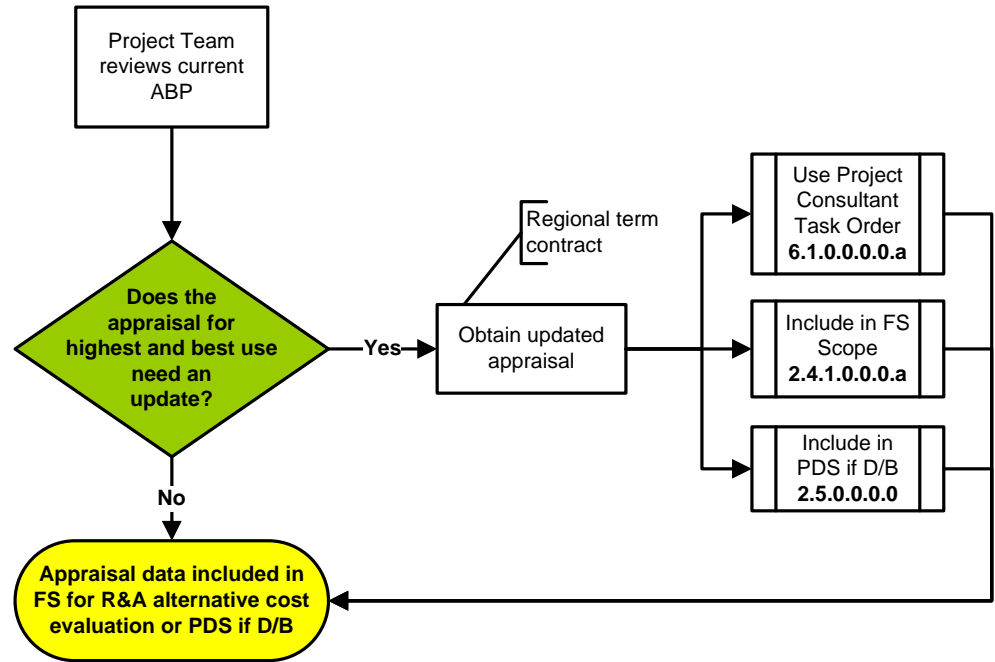 Project Team
reviews current
ABP
Does the
appraisal for
highest and best use
need an
update?
Yes
Regional term
contract
Obtain updated
appraisal
Use Project
Consultant
Task Order
6.1.0.0.0.0.a
Include in FS
Scope
2.4.1.0.0.0.a
Include in
PDS if D/B
2.5.0.0.0.0
No
Appraisal data included in
FS for R&A alternative cost
evaluation or PDS if D/B